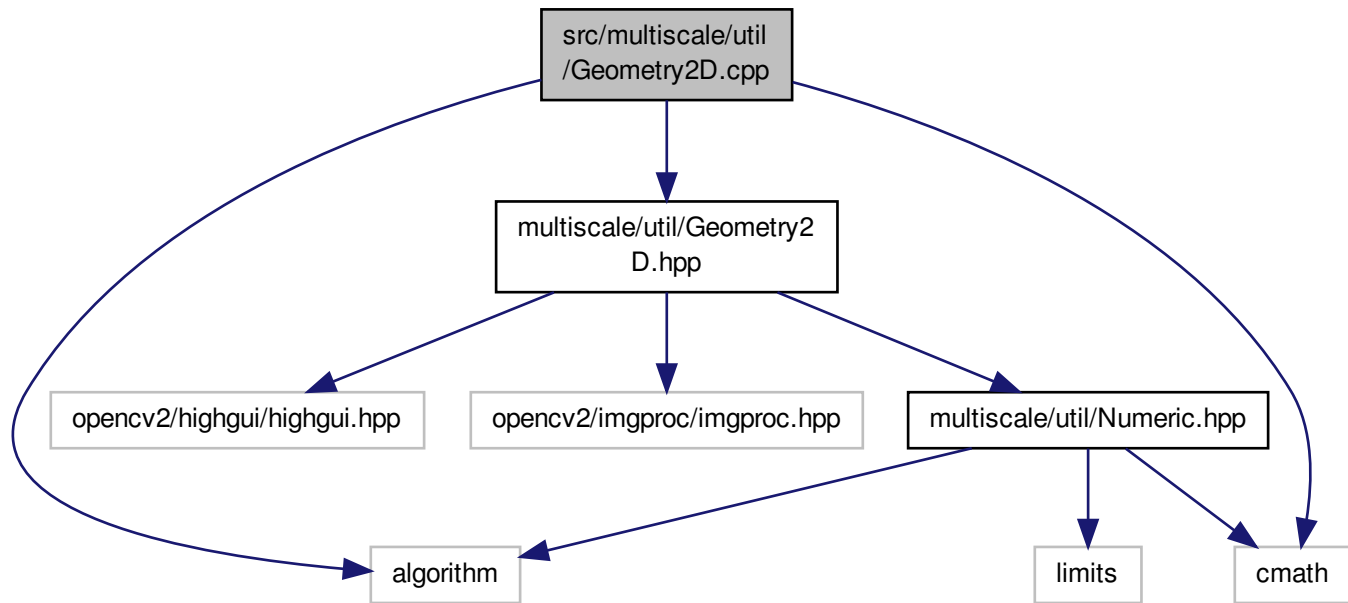 src/multiscale/util
/Geometry2D.cpp
multiscale/util/Geometry2
D.hpp
opencv2/highgui/highgui.hpp
opencv2/imgproc/imgproc.hpp
multiscale/util/Numeric.hpp
algorithm
limits
cmath